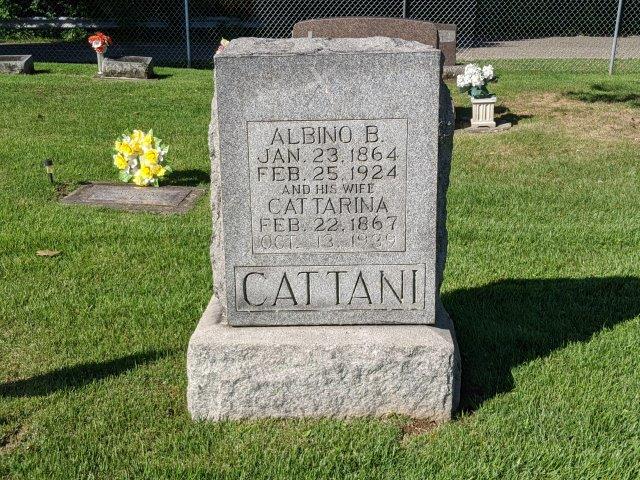 ALBINO B.
JAN. 23, 1864
FEB. 25, 1924
AND HIS WIFE
CATTARINA
FEB. 22, 1867
OCT. 13, 1939
CATTANI